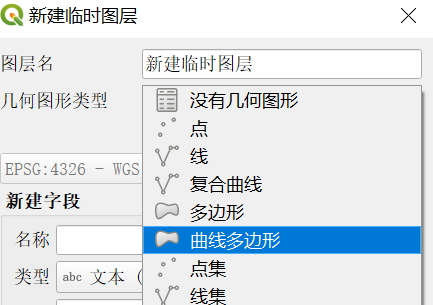 新建临时图层
图层名
新建临时图层
几何图形类型
没有几何图形
点
线
复合曲线
多边形
EPSG:4326 - WGS
新建字段
曲线多边形
名称
点集
类型
abc 文本 (
线集